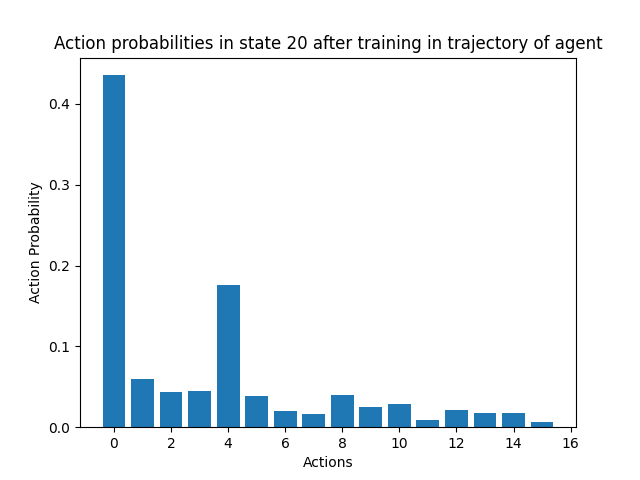 Action probabilities in state 20 after training in trajectory of agent
0.4
0.3
0.2
0.1
0.0
Action Probability
0 2 4 6 8 10 12 14 16
Actions